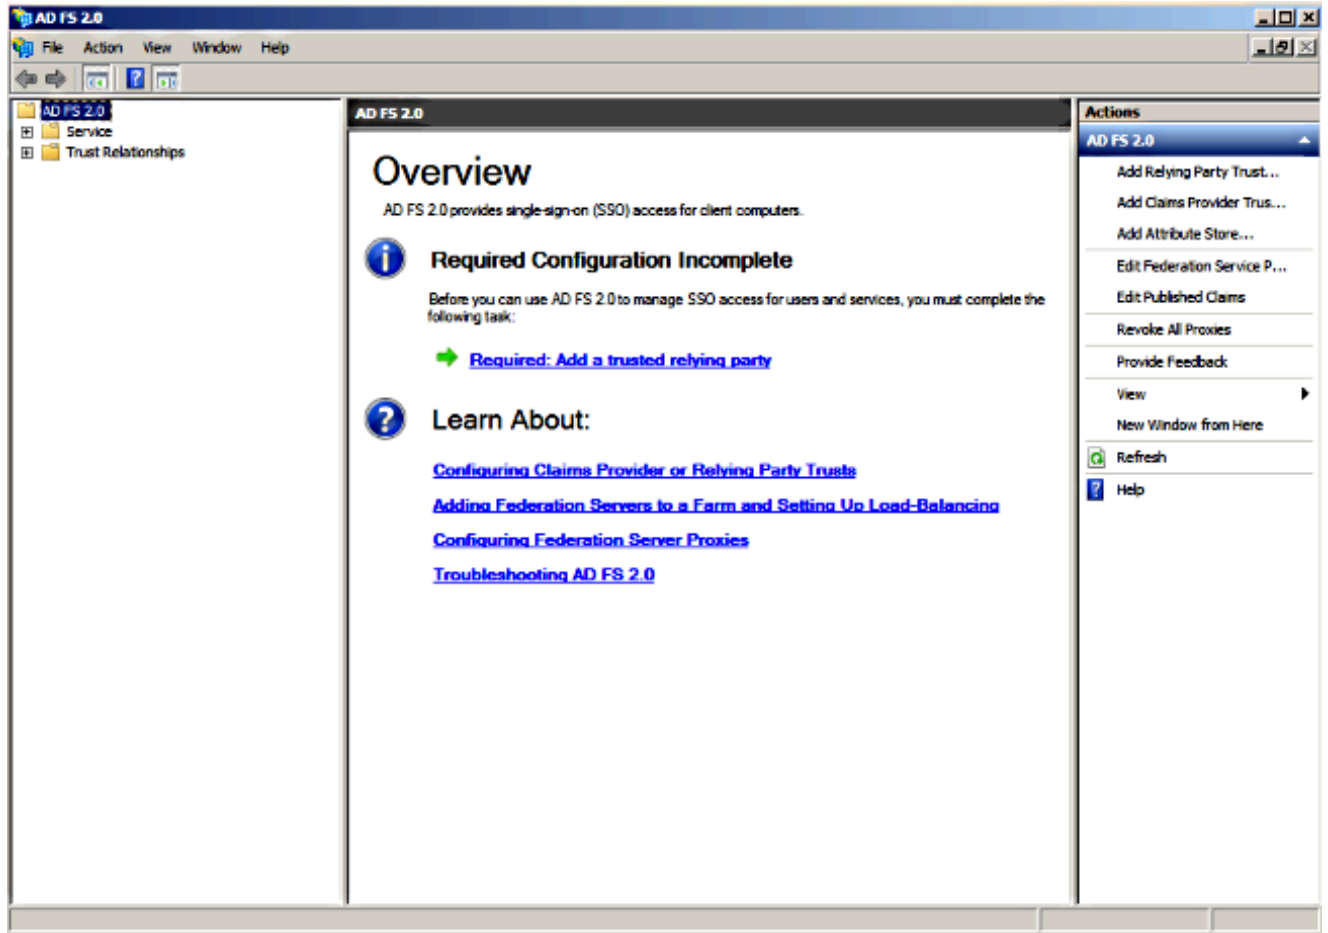 AD FS 2.0
File Action View Window Help
AD FS 2.0
Service
Trust Relationships
AD FS 2.0
Overview
AD FS 2.0 provides single-sign-on (SSO) access for client computers.
Required Configuration Incomplete
Before you can use AD FS 2.0 to manage SSO access for users and services, you must complete the
following task:
Required: Add a trusted relying party
Learn About:
Configuring Claims Provider or Relying Party Trusts
Adding Federation Servers to a Farm and Setting Up Load-Balancing
Configuring Federation Server Proxies
Troubleshooting AD FS 2.0
Actions
AD FS 2.0
Add Relying Party Trust...
Add Claims Provider Trus...
Add Attribute Store...
Edit Federation Service P...
Edit Published Claims
Revoke All Proxies
Provide Feedback
View
New Window from Here
Refresh
Help